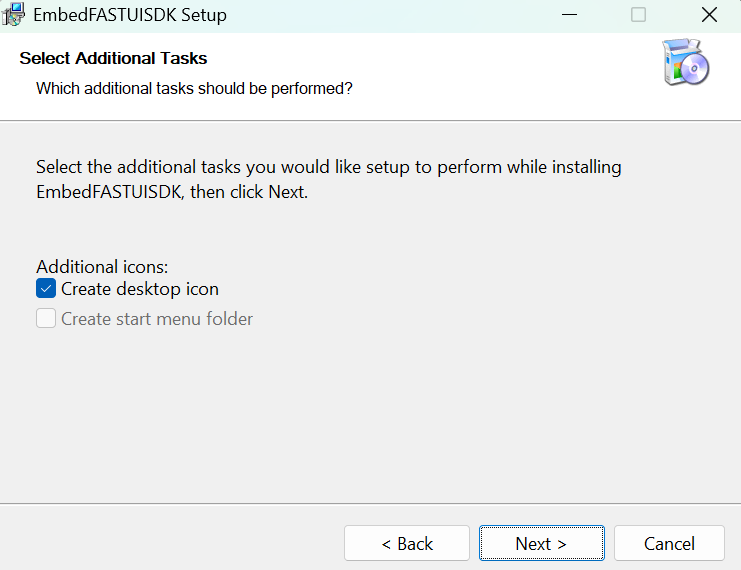 EmbedFASTUISDK Setup
Select Additional Tasks
Which additional tasks should be performed?
Select the additional tasks you would like setup to perform while installing
EmbedFASTUISDK, then click Next.
Additional icons:
Create desktop icon
Create start menu folder
< Back
Next >
Cancel